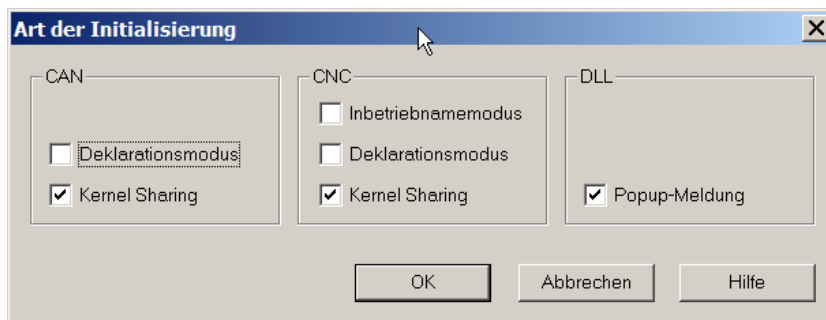 Art der Initialisierung
CAN
Deklarationsmodus
Kernel Sharing
CNC
Inbetriebnamemodus
Deklarationsmodus
Kernel Sharing
DLL
Popup-Meldung
OK
Abbrechen
Hilfe